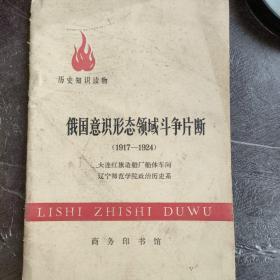 历史知识读物
俄国意识形态领域斗争片断
(1917—1924)
大连红旗造船厂船体车间
辽宁师范学院政治历史系
LISHI ZHISHI DUWU
商务印书馆